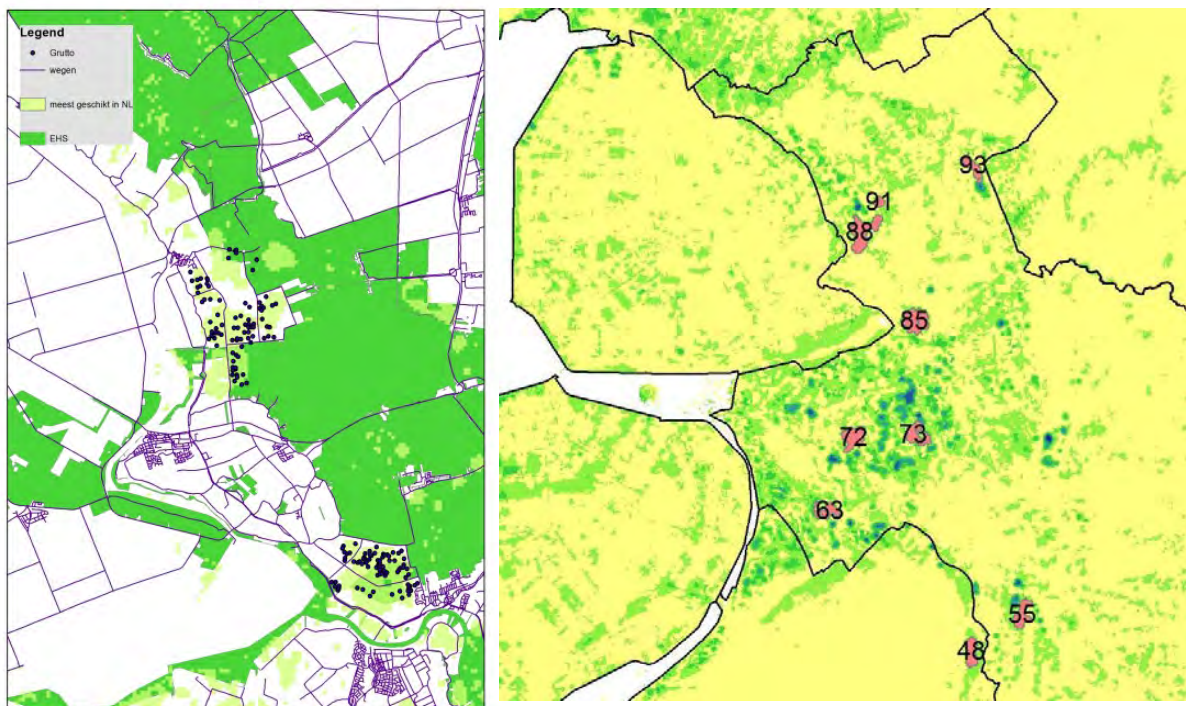 Legend
Grutto
wegen
meest geschikt in NL
EHS
93
91
88
85
72
73
63
55
48